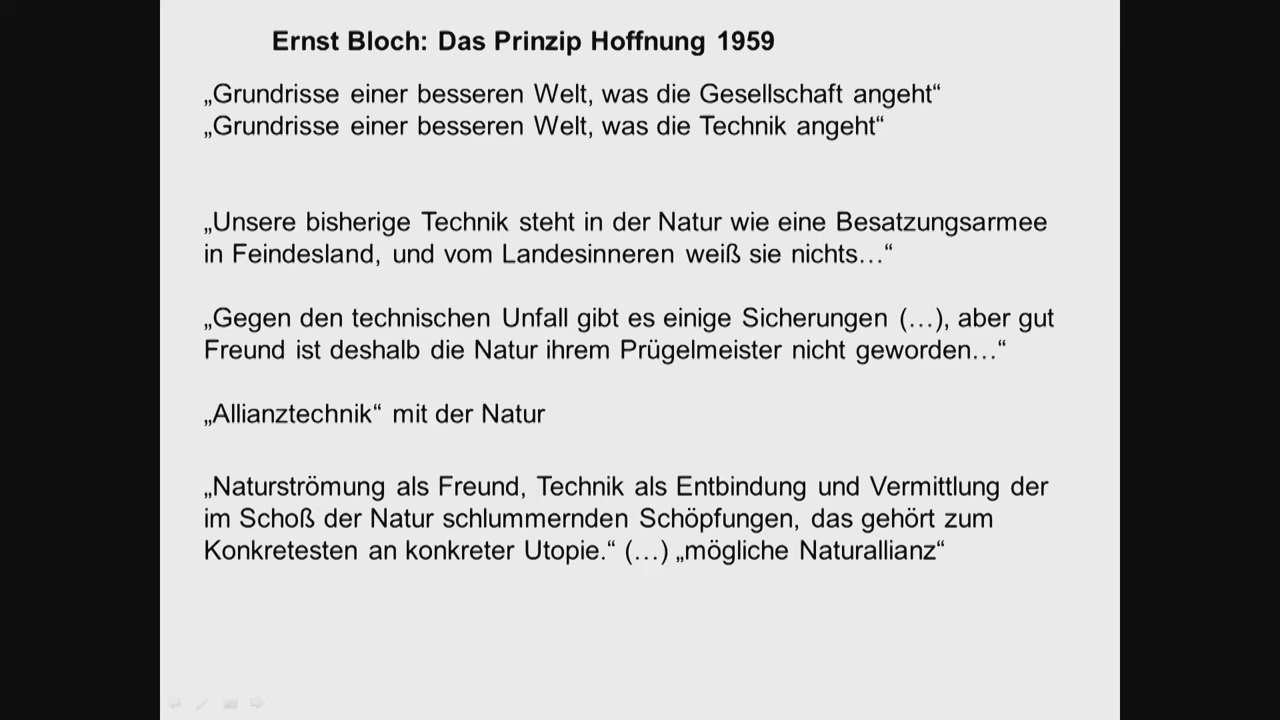 Ernst Bloch: Das Prinzip Hoffnung 1959
„Grundrisse einer besseren Welt, was die Gesellschaft angeht“
„Grundrisse einer besseren Welt, was die Technik angeht“
„Unsere bisherige Technik steht in der Natur wie eine Besatzungsarmee
in Feindesland, und vom Landesinneren weiß sie nichts…“
„Gegen den technischen Unfall gibt es einige Sicherungen (…), aber gut
Freund ist deshalb die Natur ihrem Prügelmeister nicht geworden…“
„Allianztechnik“ mit der Natur
„Naturströmung als Freund, Technik als Entbindung und Vermittlung der
im Schoß der Natur schlummernden Schöpfungen, das gehört zum
Konkretesten an konkreter Utopie.“ (…) „mögliche Naturallianz“